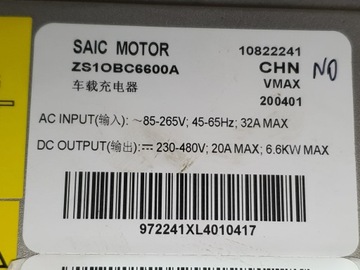 SAIC MOTOR 10822241
ZS1OBC6600A CHN NO
车载充电器 VMAX
200401
AC INPUT(输入): ~85-265V; 45-65Hz; 32A MAX
DC OUTPUT(输出): ⎓ 230-480V; 20A MAX; 6.6KW MAX
972241XL4010417